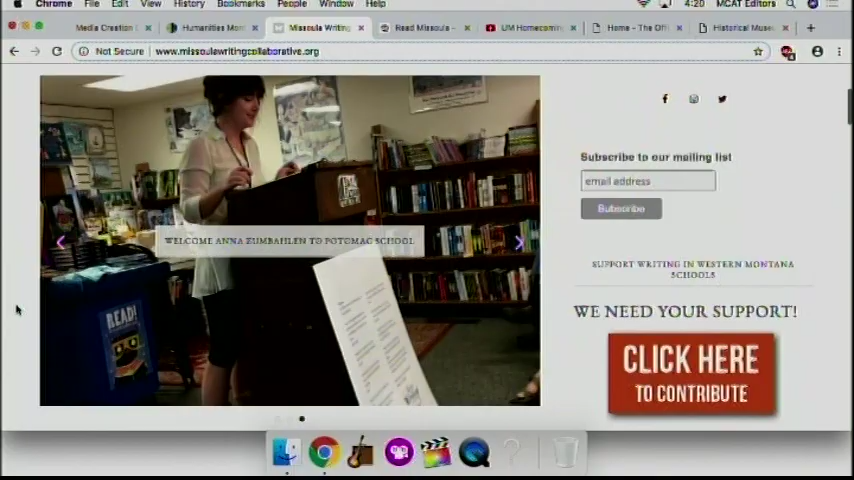 Chrome File Edit View History Bookmarks People Window Help 4:20 MCAT Editors
Media Creation Humanities Mon Missoula Writing Read Missoula - UM Homecoming Home - The Offi Historical Muse
Not Secure www.missoulawritingcollaborative.org
Subscribe to our mailing list
email address
Subscribe
WELCOME ANNA ZUMBAHLEN TO POTOMAC SCHOOL
SUPPORT WRITING IN WESTERN MONTANA
SCHOOLS
WE NEED YOUR SUPPORT!
READ!
CLICK HERE
TO CONTRIBUTE